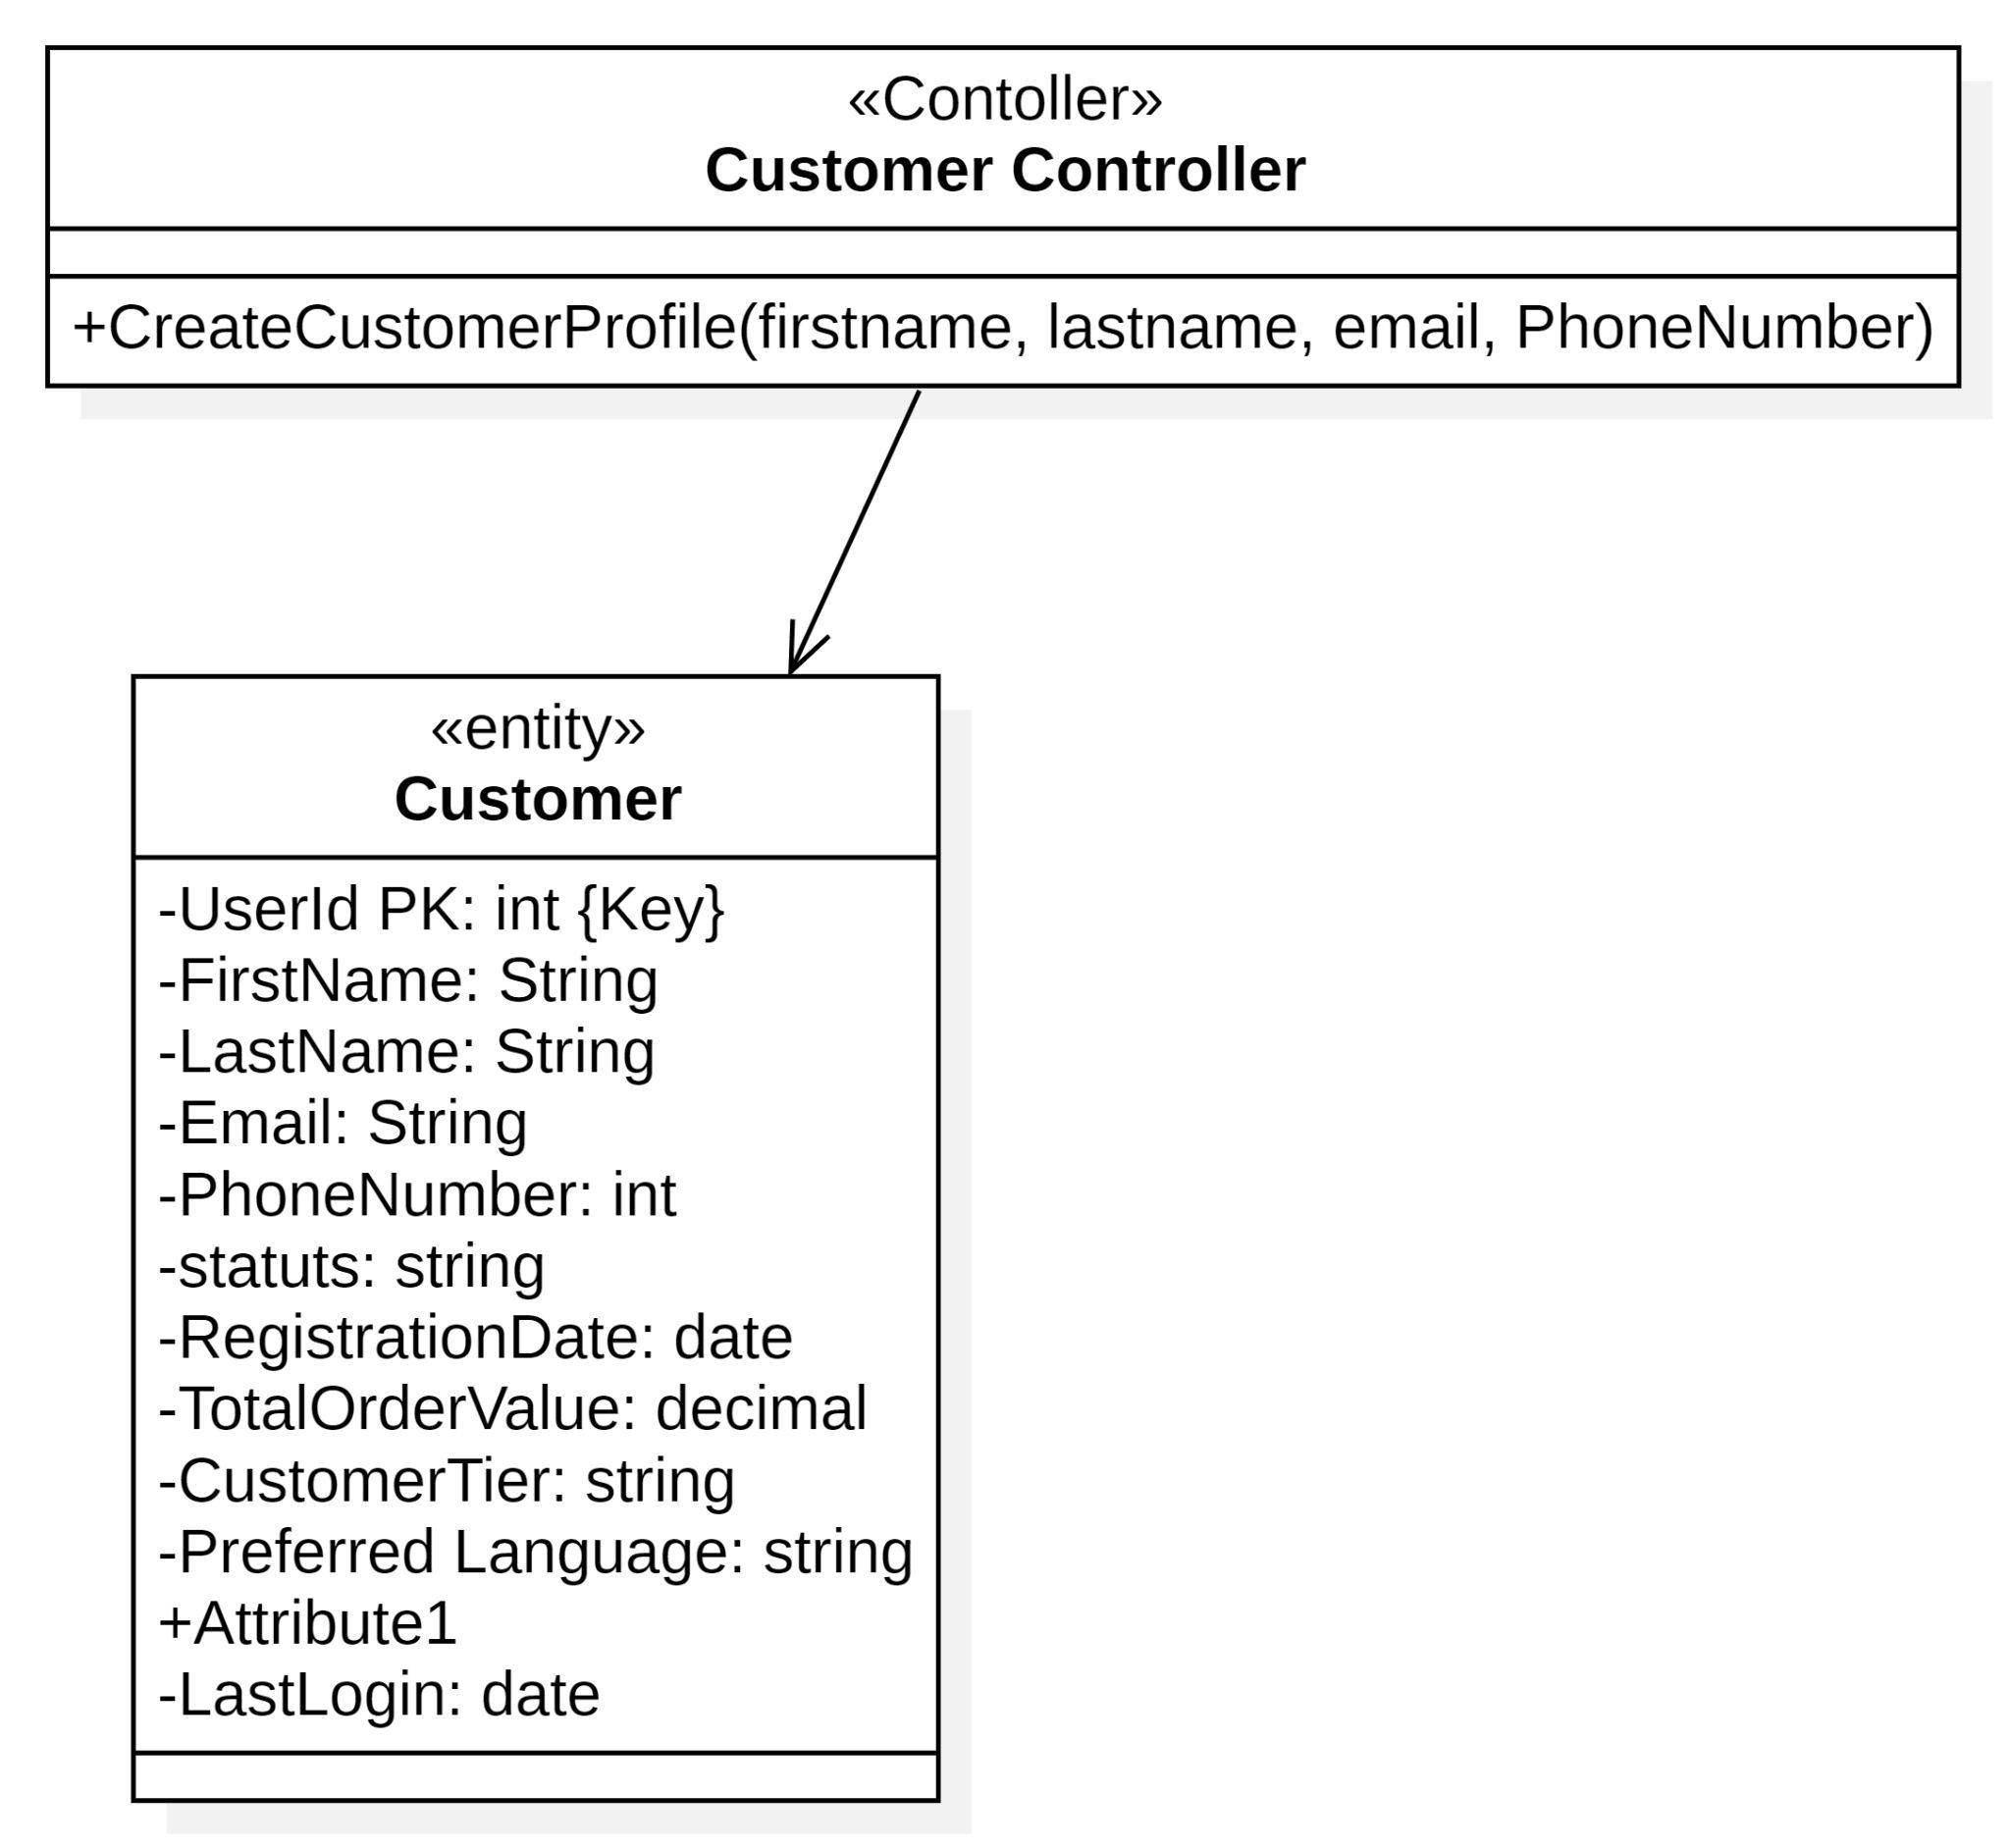 «Contoller»
Customer Controller
+CreateCustomerProfile(firstname, lastname, email, PhoneNumber)
«entity»
Customer
-UserId PK: int {Key}
-FirstName: String
-LastName: String
-Email: String
-PhoneNumber: int
-statuts: string
-RegistrationDate: date
-TotalOrderValue: decimal
-CustomerTier: string
-Preferred Language: string
+Attribute1
-LastLogin: date